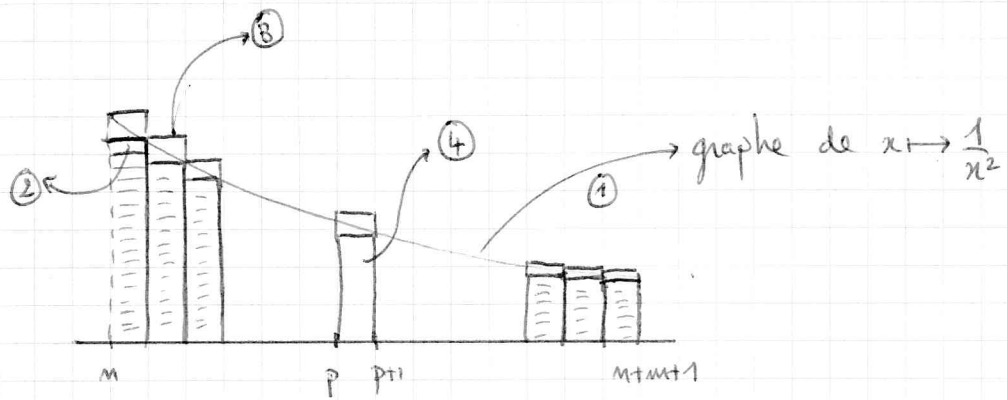 ③
④
graphe de x ↦ 1/x²
②
①
n p p+1 n+m+1